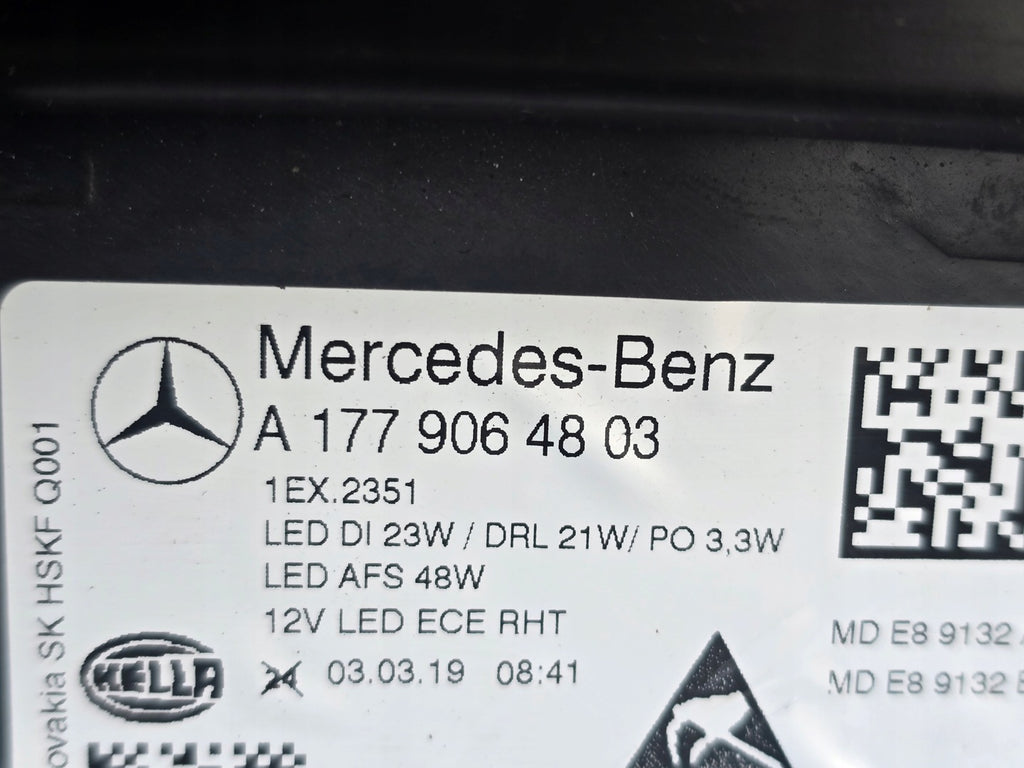 Mercedes-Benz
A 177 906 48 03
1EX.2351
LED DI 23W / DRL 21W/ PO 3,3W
LED AFS 48W
12V LED ECE RHT
24 03.03.19 08:41
HELLA
MD E8 9132
MD E8 9132
SK HSKF Q001